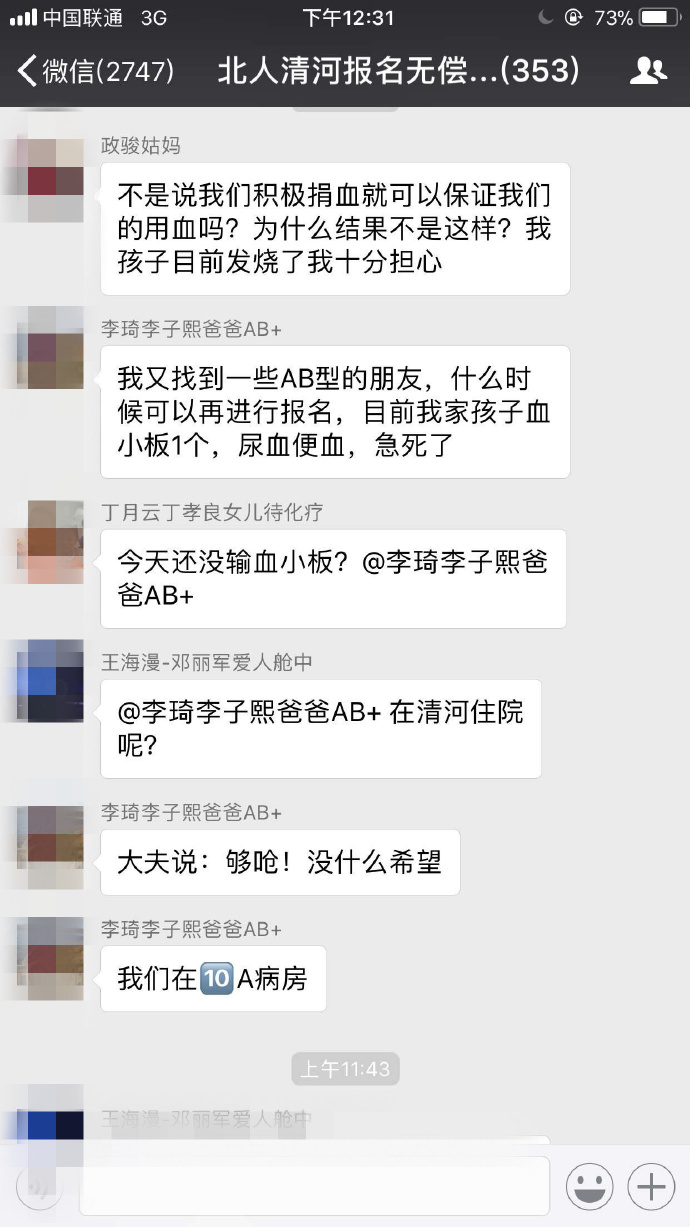 中国联通 3G 下午12:31 73%
微信(2747) 北人清河报名无偿...(353)
政骏姑妈
不是说我们积极捐血就可以保证我们
的用血吗？为什么结果不是这样？我
孩子目前发烧了我十分担心
李琦李子熙爸爸AB+
我又找到一些AB型的朋友，什么时
候可以再进行报名，目前我家孩子血
小板1个，尿血便血，急死了
丁月云丁孝良女儿待化疗
今天还没输血小板？@李琦李子熙爸
爸AB+
王海漫-邓丽军爱人舱中
@李琦李子熙爸爸AB+ 在清河住院
呢？
李琦李子熙爸爸AB+
大夫说：够呛！没什么希望
李琦李子熙爸爸AB+
我们在🔟A病房
上午11:43
王海漫-邓丽军爱人舱中